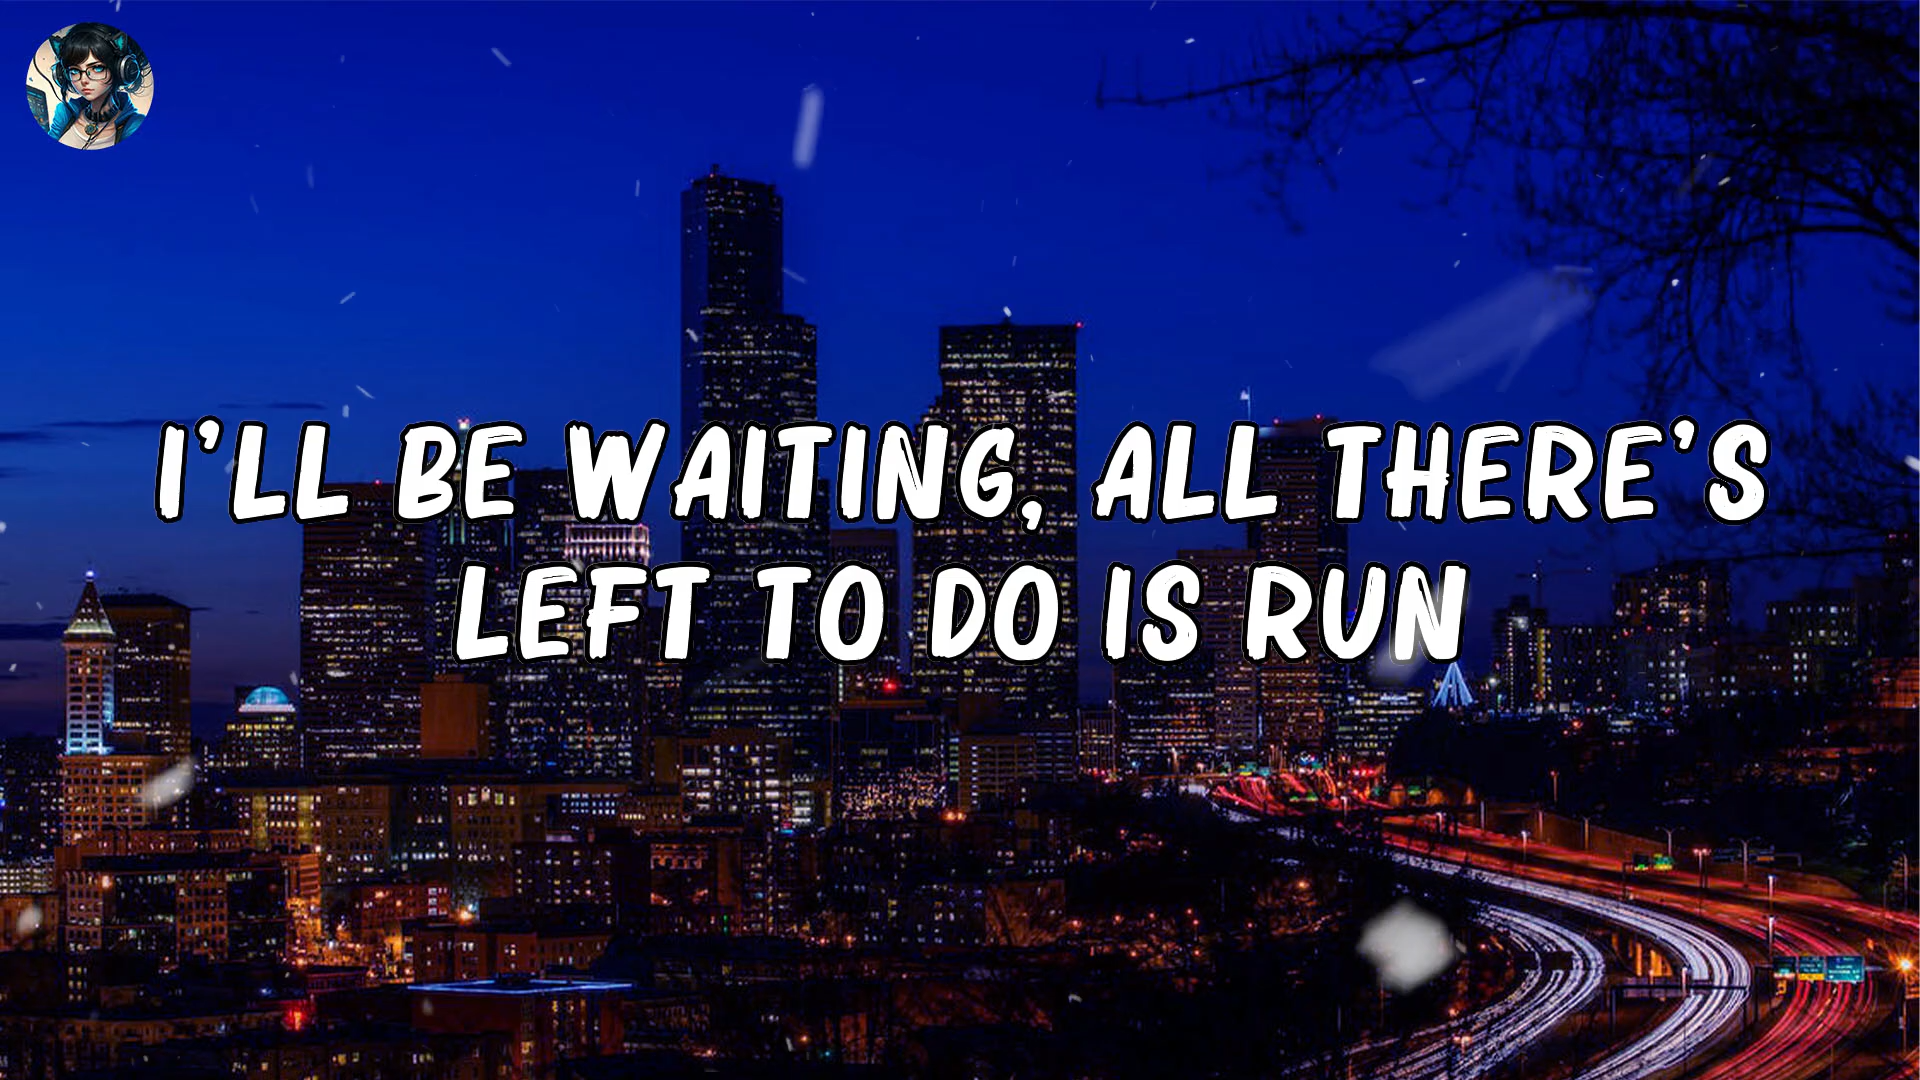 I'LL BE WAITING, ALL THERE'S
LEFT TO DO IS RUN